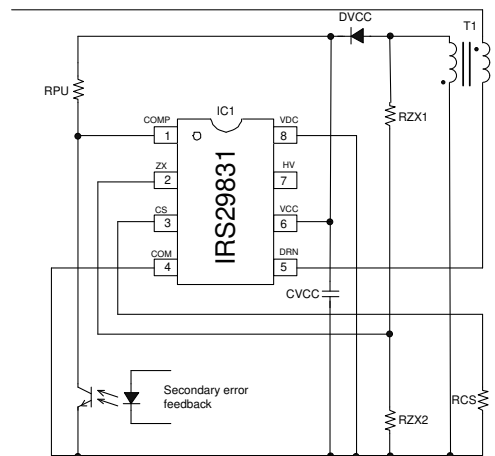 DVCC
T1
RPU
RZX1
IC1
COMP
1
VDC
8
ZX
2
HV
7
CS
3
VCC
6
COM
4
DRN
5
IRS29831
CVCC
Secondary error
feedback
RCS
RZX2